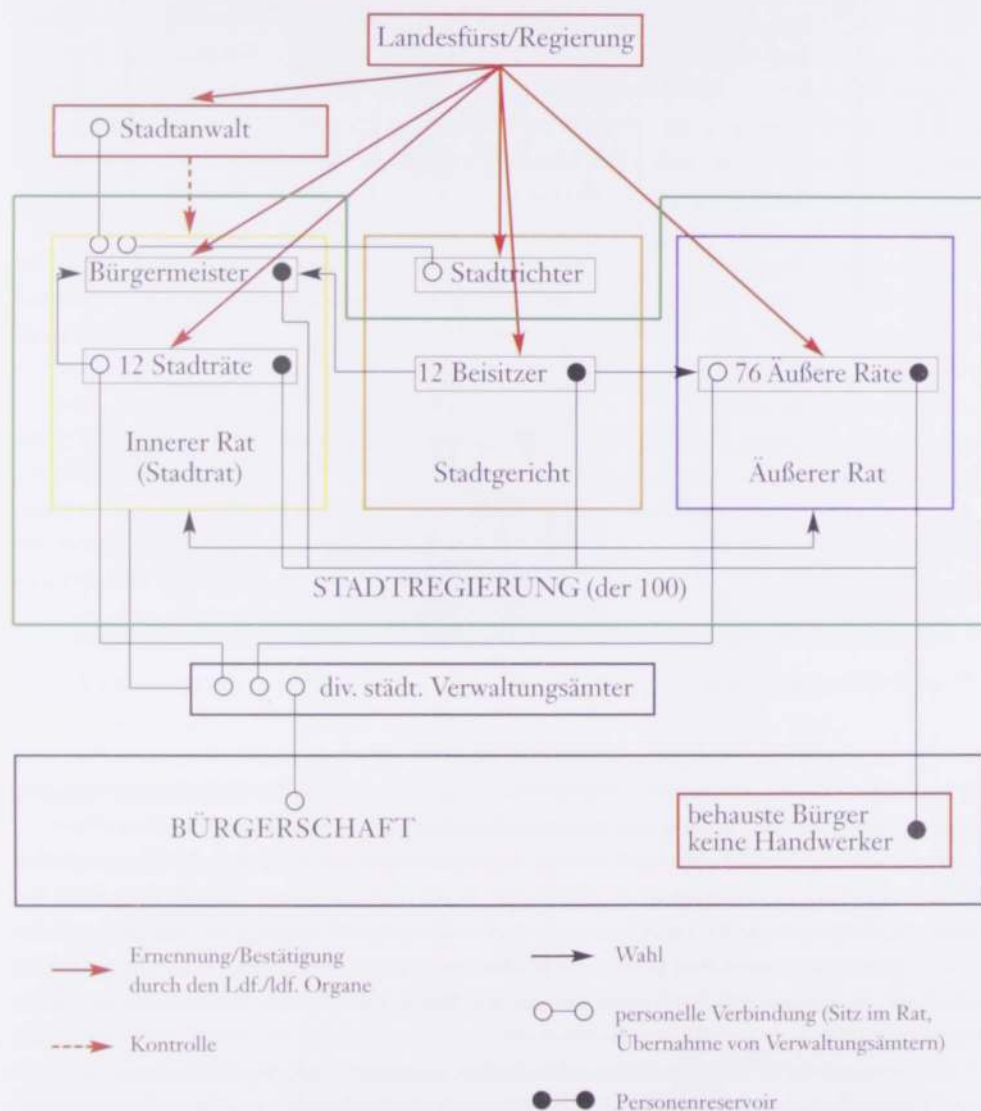 Landesfürst/Regierung
Stadtanwalt
Bürgermeister
Stadtrichter
12 Stadträte
12 Beisitzer
76 Äußere Räte
Innerer Rat
(Stadtrat)
Stadtgericht
Äußerer Rat
STADTREGIERUNG (der 100)
div. städt. Verwaltungsämter
BÜRGERSCHAFT
behauste Bürger
keine Handwerker
Ernennung/Bestätigung
durch den Ldf./ldf. Organe
Kontrolle
Wahl
personelle Verbindung (Sitz im Rat,
Übernahme von Verwaltungsämtern)
Personenreservoir